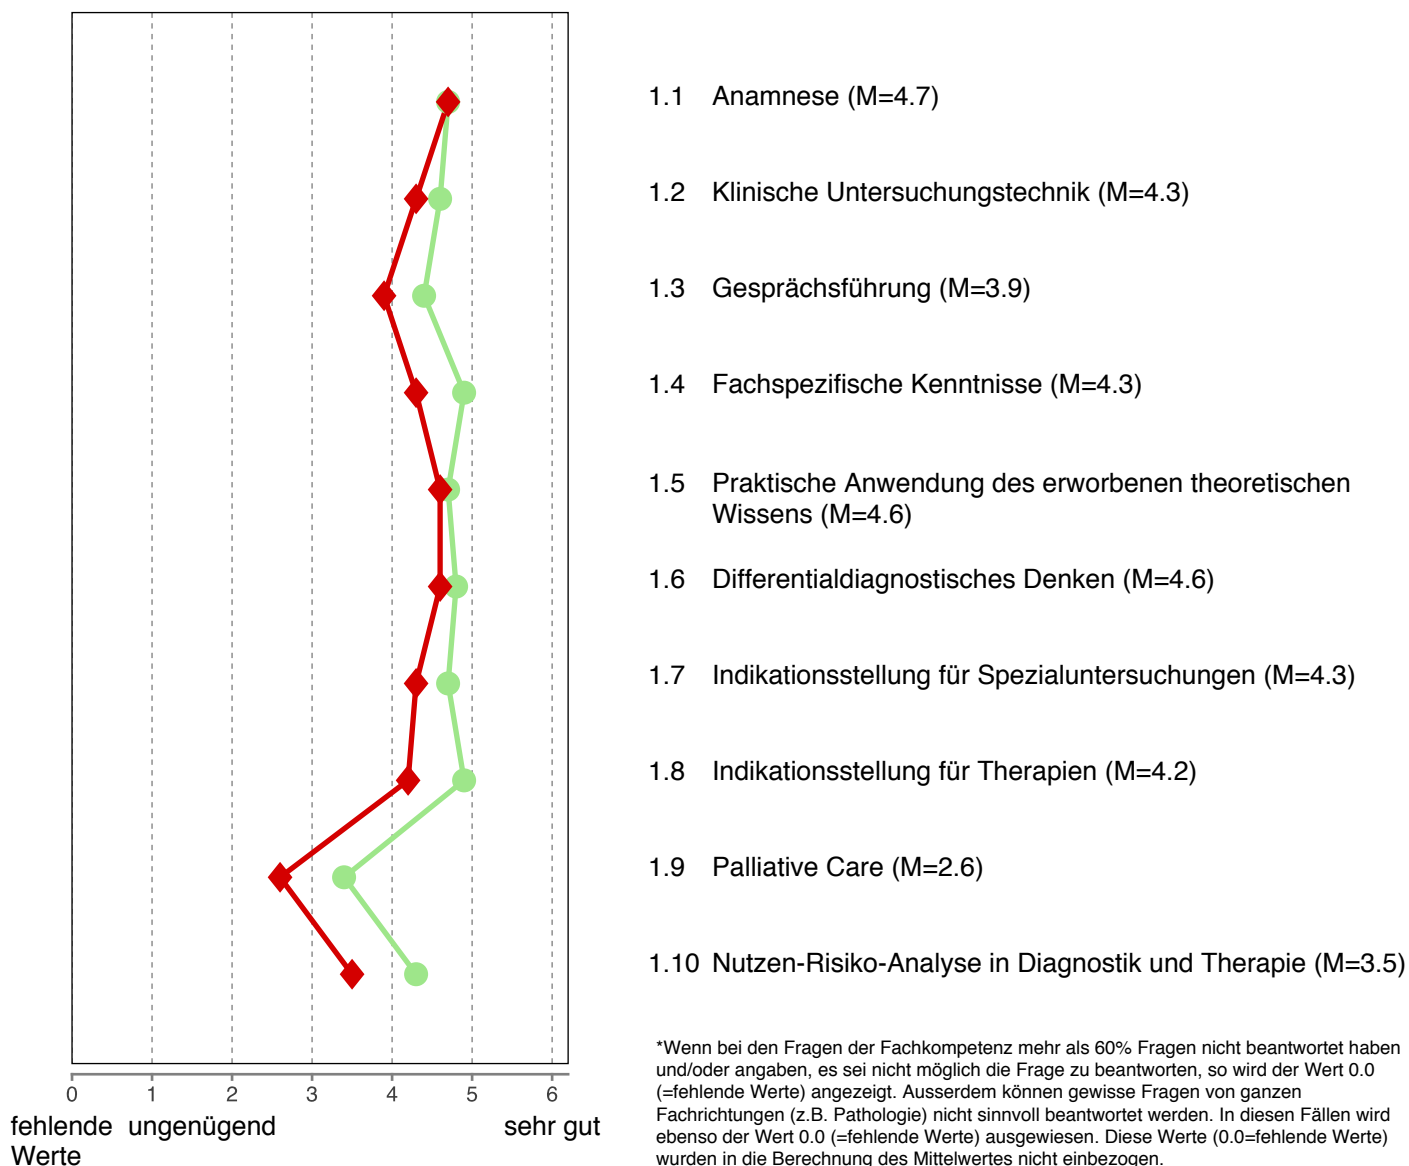 1.1 Anamnese (M=4.7)
1.2 Klinische Untersuchungstechnik (M=4.3)
1.3 Gesprächsführung (M=3.9)
1.4 Fachspezifische Kenntnisse (M=4.3)
1.5 Praktische Anwendung des erworbenen theoretischen
Wissens (M=4.6)
1.6 Differentialdiagnostisches Denken (M=4.6)
1.7 Indikationsstellung für Spezialuntersuchungen (M=4.3)
1.8 Indikationsstellung für Therapien (M=4.2)
1.9 Palliative Care (M=2.6)
1.10 Nutzen-Risiko-Analyse in Diagnostik und Therapie (M=3.5)
0 1 2 3 4 5 6
fehlende ungenügend sehr gut
Werte
*Wenn bei den Fragen der Fachkompetenz mehr als 60% Fragen nicht beantwortet haben
und/oder angaben, es sei nicht möglich die Frage zu beantworten, so wird der Wert 0.0
(=fehlende Werte) angezeigt. Ausserdem können gewisse Fragen von ganzen
Fachrichtungen (z.B. Pathologie) nicht sinnvoll beantwortet werden. In diesen Fällen wird
ebenso der Wert 0.0 (=fehlende Werte) ausgewiesen. Diese Werte (0.0=fehlende Werte)
wurden in die Berechnung des Mittelwertes nicht einbezogen.